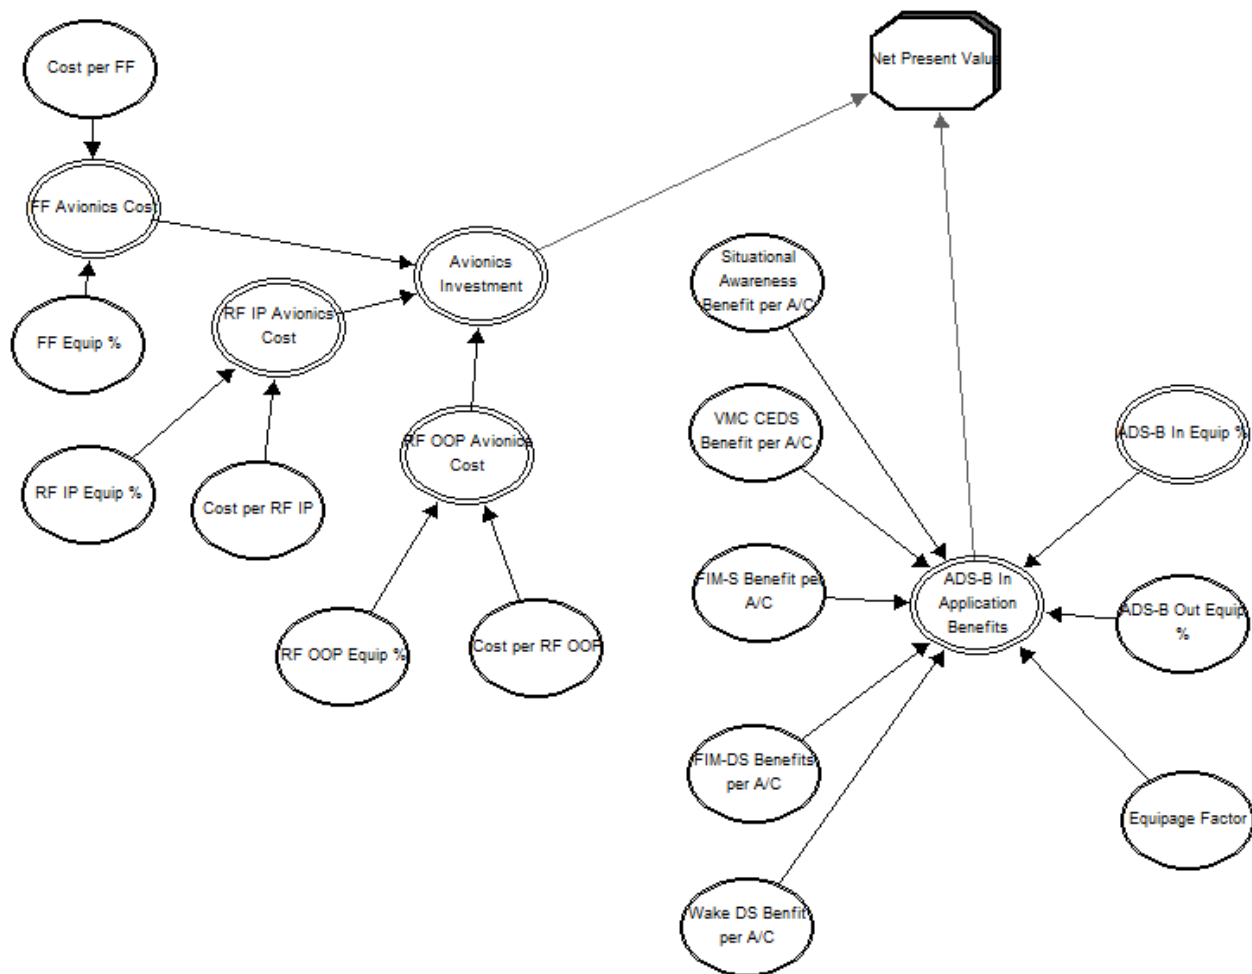 Cost per FF
Net Present Value
FF Avionics Cost
Avionics
Investment
Situational
Awareness
Benefit per A/C
RF IP Avionics
Cost
FF Equip %
VMC CEDS
Benefit per A/C
ADS-B In Equip %
RF OOP Avionics
Cost
RF IP Equip %
Cost per RF IP
FIM-S Benefit per
A/C
ADS-B In
Application
Benefits
ADS-B Out Equip
%
RF OOP Equip %
Cost per RF OOP
FIM-DS Benefits
per A/C
Equipage Factor
Wake DS Benfit
per A/C